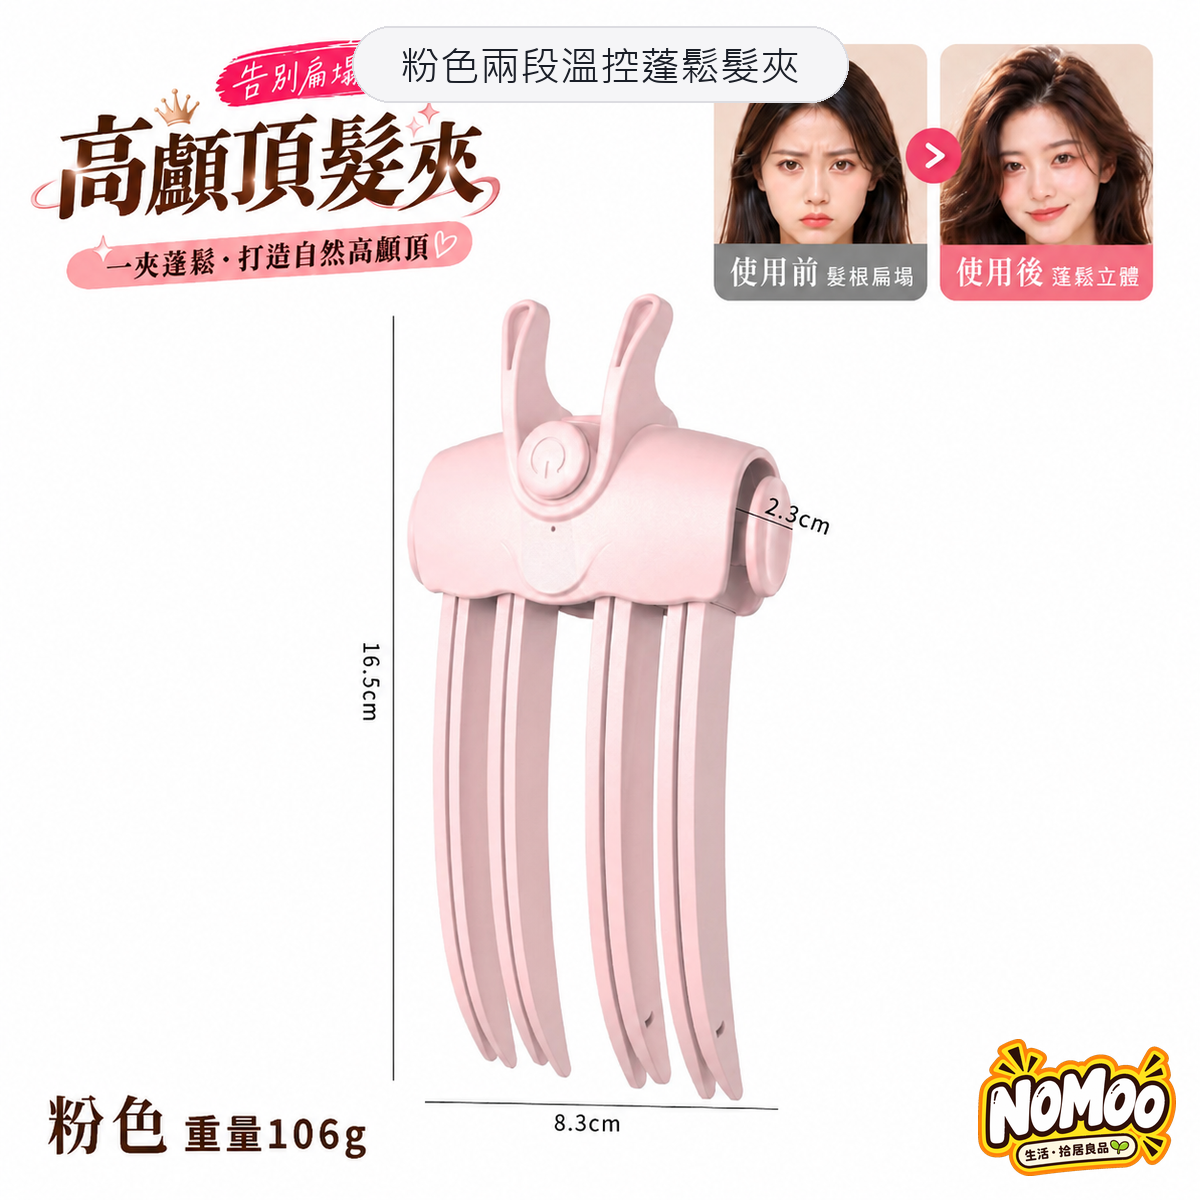 粉色兩段溫控蓬鬆髮夾
告別扁塌
高顱頂髮夾
一夾蓬鬆·打造自然高顱頂
使用前 髮根扁塌
使用後 蓬鬆立體
2.3cm
16.5cm
8.3cm
粉色 重量106g
NOMOO
生活·拾居良品